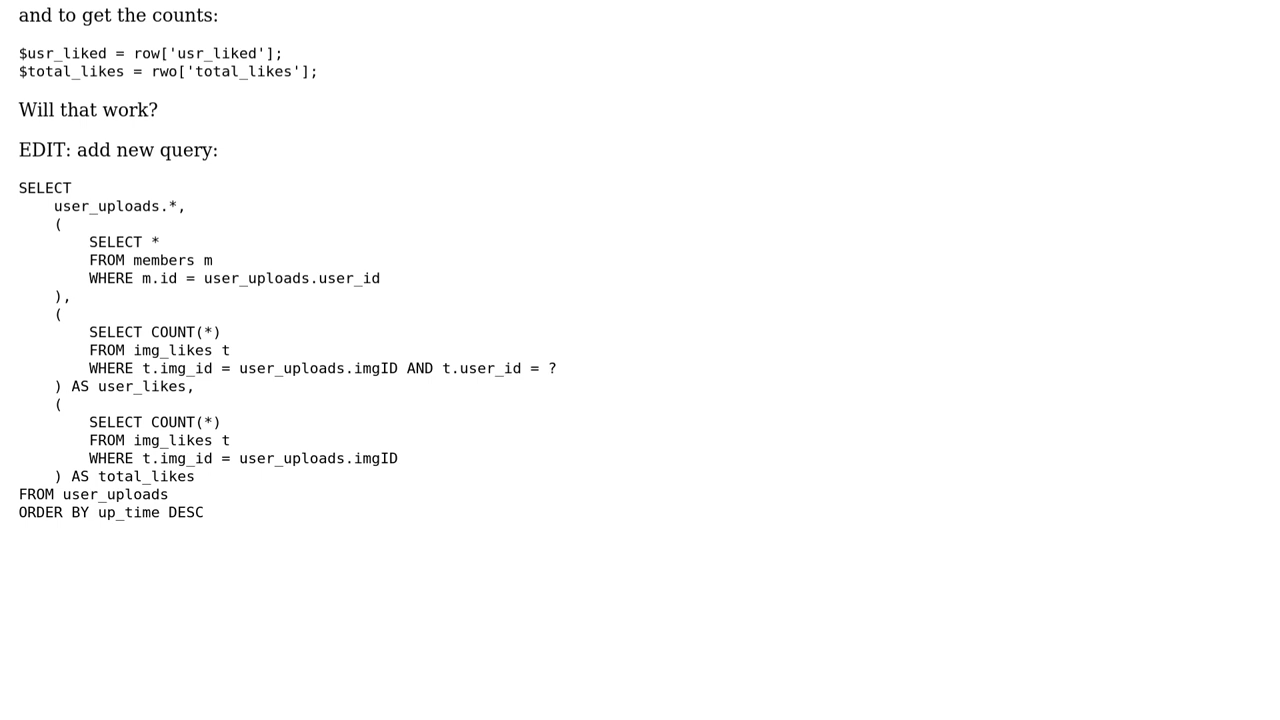 and to get the counts:
$usr_liked = row['usr_liked'];
$total_likes = rwo['total_likes'];
Will that work?
EDIT: add new query:
SELECT
    user_uploads.*,
    (
        SELECT *
        FROM members m
        WHERE m.id = user_uploads.user_id
    ),
    (
        SELECT COUNT(*)
        FROM img_likes t
        WHERE t.img_id = user_uploads.imgID AND t.user_id = ?
    ) AS user_likes,
    (
        SELECT COUNT(*)
        FROM img_likes t
        WHERE t.img_id = user_uploads.imgID
    ) AS total_likes
FROM user_uploads
ORDER BY up_time DESC